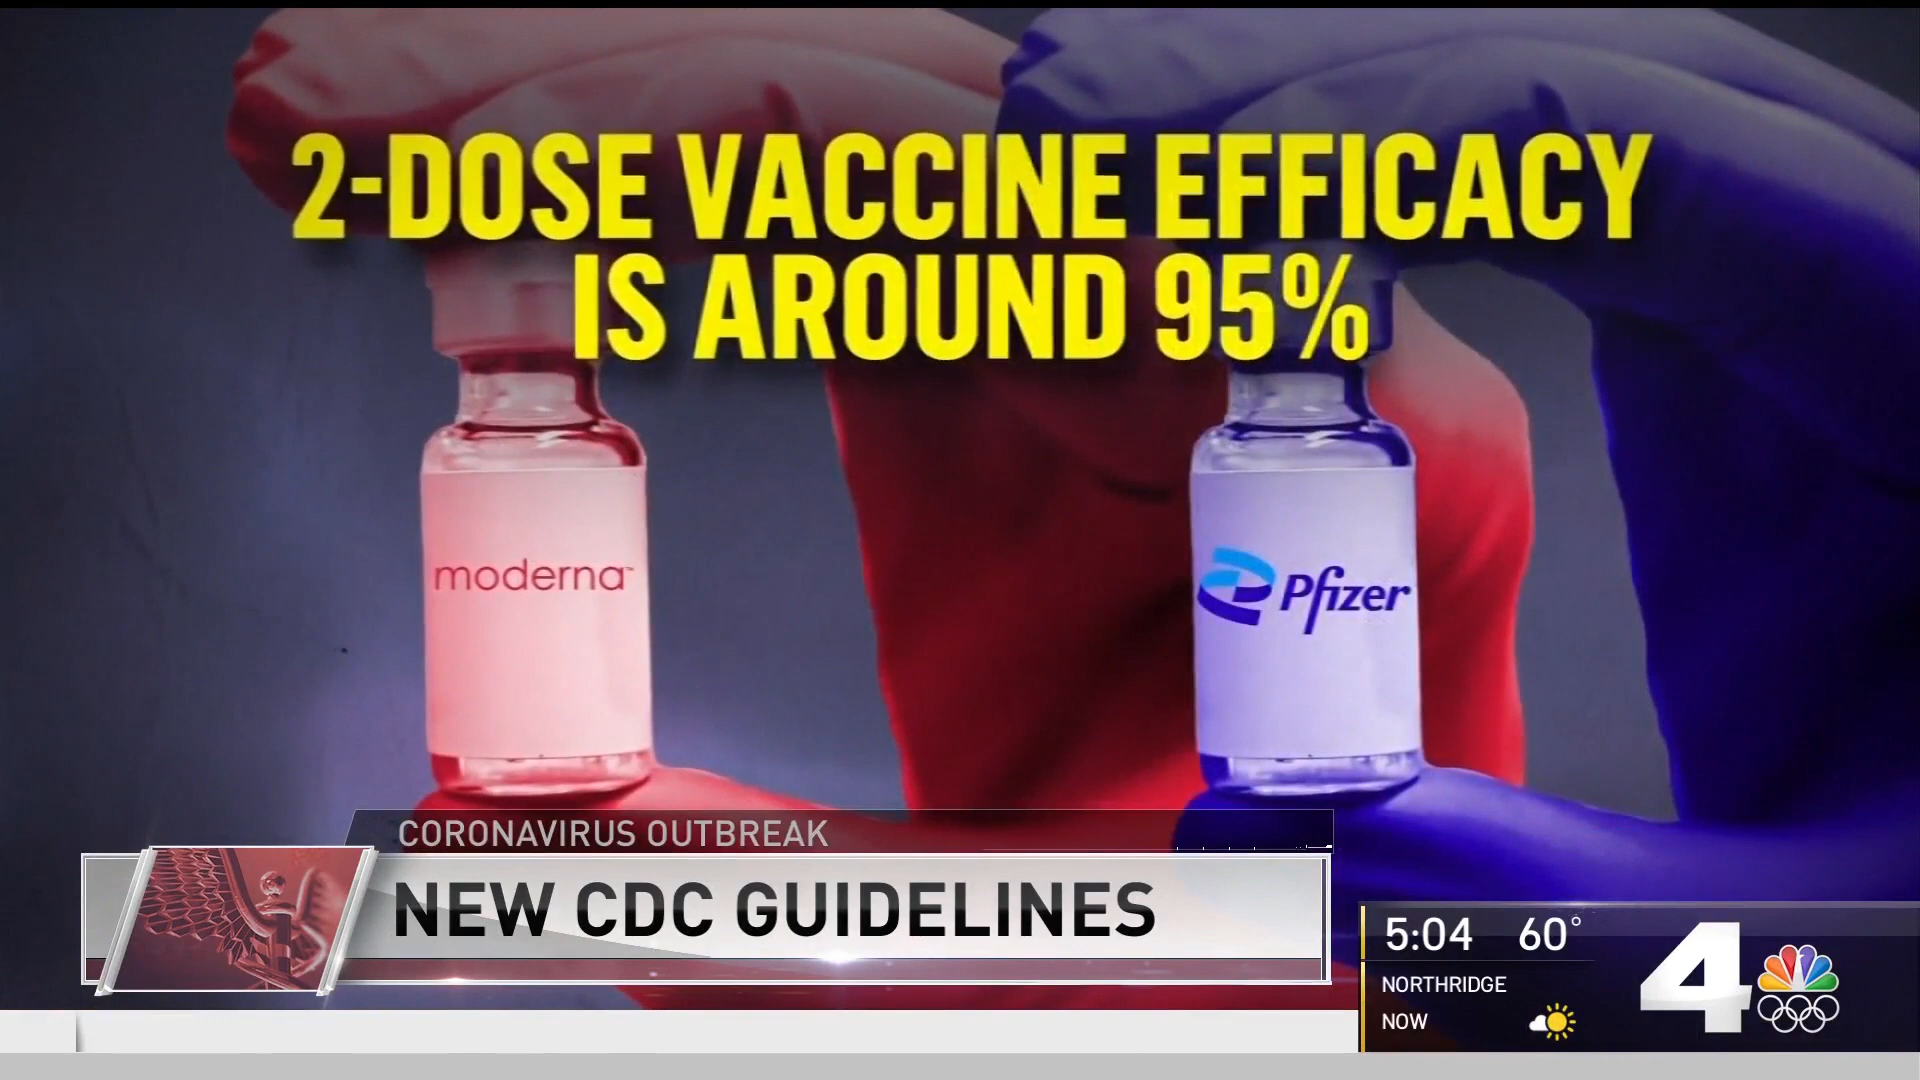 2-DOSE VACCINE EFFICACY
IS AROUND 95%
moderna™
Pfizer
CORONAVIRUS OUTBREAK
NEW CDC GUIDELINES
5:04 60°
NORTHRIDGE
NOW
4